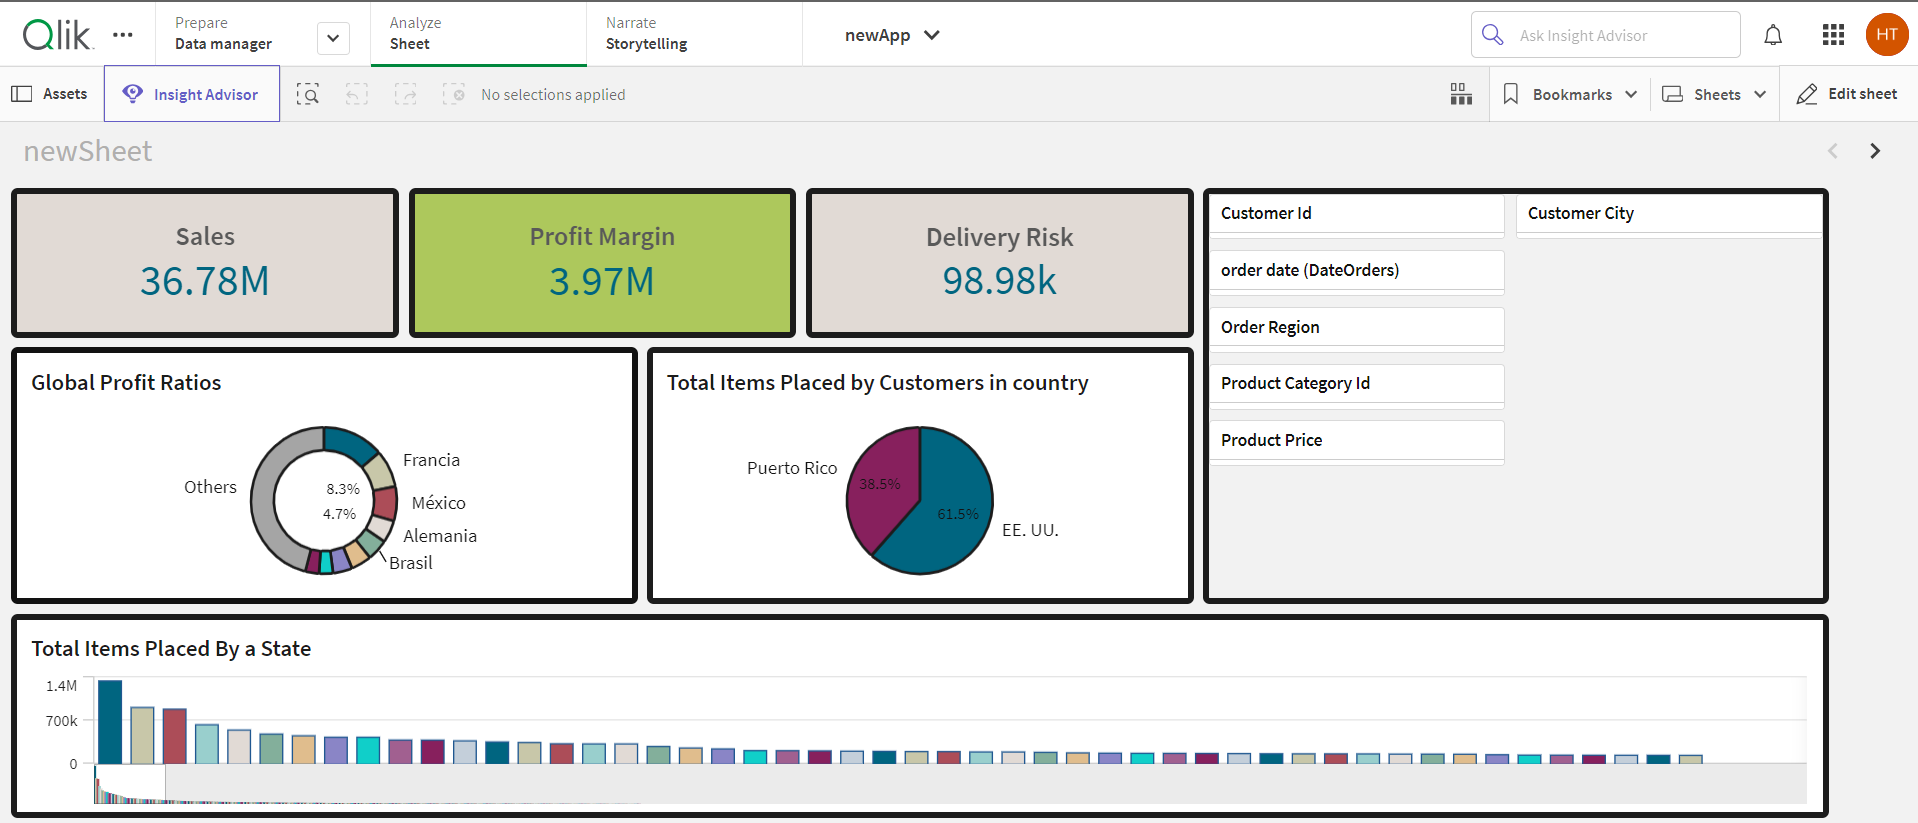 Qlik
Prepare
Data manager
Analyze
Sheet
Narrate
Storytelling
newApp
Ask Insight Advisor
HT
Assets
Insight Advisor
No selections applied
Bookmarks
Sheets
Edit sheet
newSheet
Sales
36.78M
Profit Margin
3.97M
Delivery Risk
98.98k
Customer Id
Customer City
order date (DateOrders)
Order Region
Product Category Id
Product Price
Global Profit Ratios
Francia
Others
8.3%
México
4.7%
Alemania
Brasil
Total Items Placed by Customers in country
Puerto Rico
38.5%
61.5%
EE. UU.
Total Items Placed By a State
1.4M
700k
0